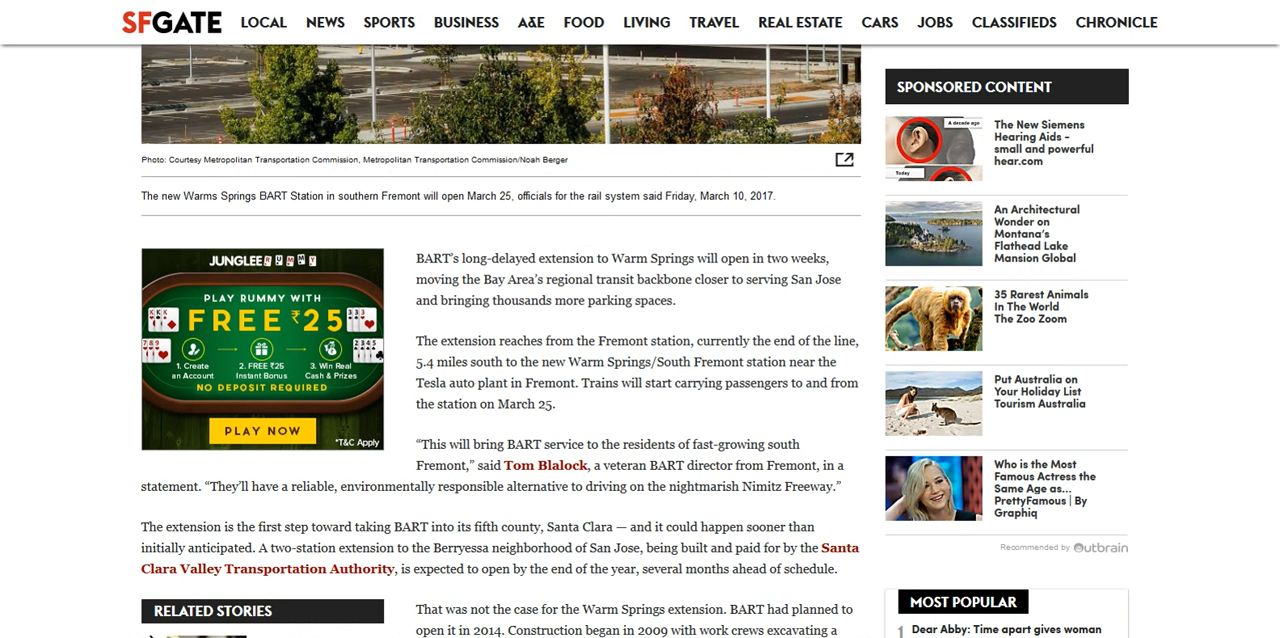 SFGATE LOCAL NEWS SPORTS BUSINESS A&E FOOD LIVING TRAVEL REAL ESTATE CARS JOBS CLASSIFIEDS CHRONICLE
Photo: Courtesy Metropolitan Transportation Commission, Metropolitan Transportation Commission/Noah Berger
The new Warms Springs BART Station in southern Fremont will open March 25, officials for the rail system said Friday, March 10, 2017.
JUNGLEE RUMMY
PLAY RUMMY WITH
FREE ₹25
1. Create
an Account
2. FREE ₹25
Instant Bonus
3. Win Real
Cash & Prizes
NO DEPOSIT REQUIRED
PLAY NOW
*T&C Apply
BART's long-delayed extension to Warm Springs will open in two weeks,
moving the Bay Area's regional transit backbone closer to serving San Jose
and bringing thousands more parking spaces.
The extension reaches from the Fremont station, currently the end of the line,
5.4 miles south to the new Warm Springs/South Fremont station near the
Tesla auto plant in Fremont. Trains will start carrying passengers to and from
the station on March 25.
“This will bring BART service to the residents of fast-growing south
Fremont,” said Tom Blalock, a veteran BART director from Fremont, in a
statement. “They'll have a reliable, environmentally responsible alternative to driving on the nightmarish Nimitz Freeway.”
The extension is the first step toward taking BART into its fifth county, Santa Clara — and it could happen sooner than
initially anticipated. A two-station extension to the Berryessa neighborhood of San Jose, being built and paid for by the Santa
Clara Valley Transportation Authority, is expected to open by the end of the year, several months ahead of schedule.
RELATED STORIES
That was not the case for the Warm Springs extension. BART had planned to
open it in 2014. Construction began in 2009 with work crews excavating a
SPONSORED CONTENT
A decade ago
Today
The New Siemens
Hearing Aids -
small and powerful
hear.com
An Architectural
Wonder on
Montana's
Flathead Lake
Mansion Global
35 Rarest Animals
In The World
The Zoo Zoom
Put Australia on
Your Holiday List
Tourism Australia
Who is the Most
Famous Actress the
Same Age as...
PrettyFamous | By
Graphiq
Recommended by Outbrain
MOST POPULAR
1 Dear Abby: Time apart gives woman